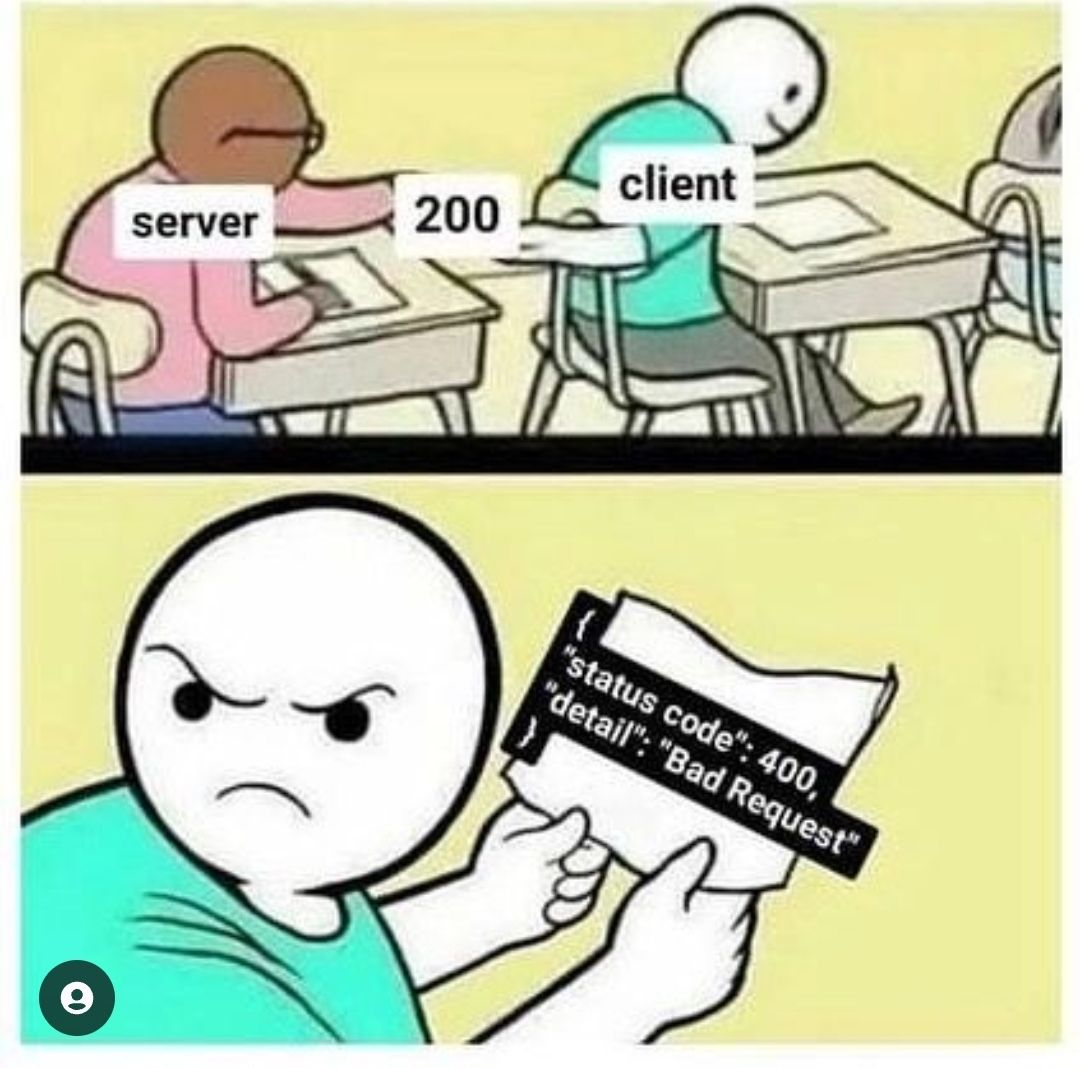 server
200
client
{
"status code": 400,
"detail": "Bad Request"
}